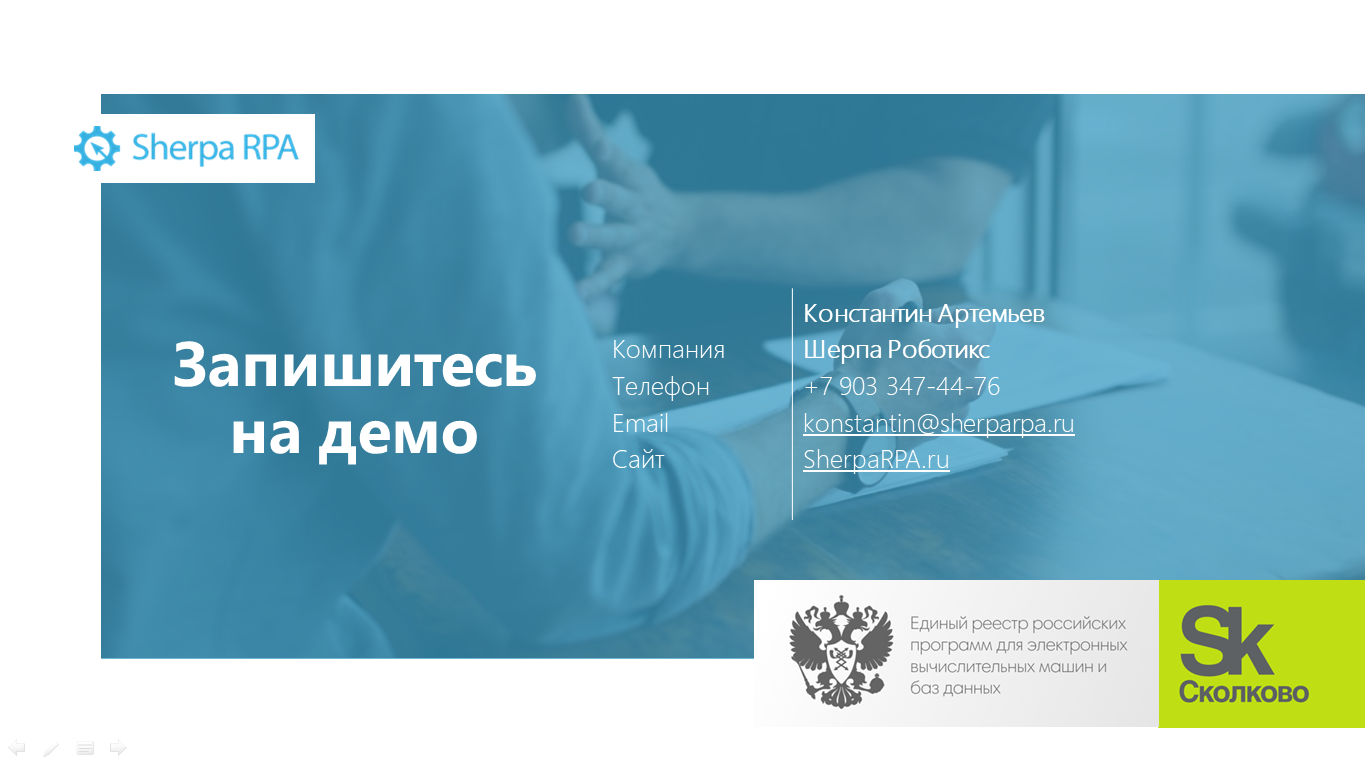 Sherpa RPA
Запишитесь
на демо
Константин Артемьев
Компания Шерпа Роботикс
Телефон +7 903 347-44-76
Email konstantin@sherparpa.ru
Сайт SherpaRPA.ru
Единый реестр российских
программ для электронных
вычислительных машин и
баз данных
Sk
Сколково